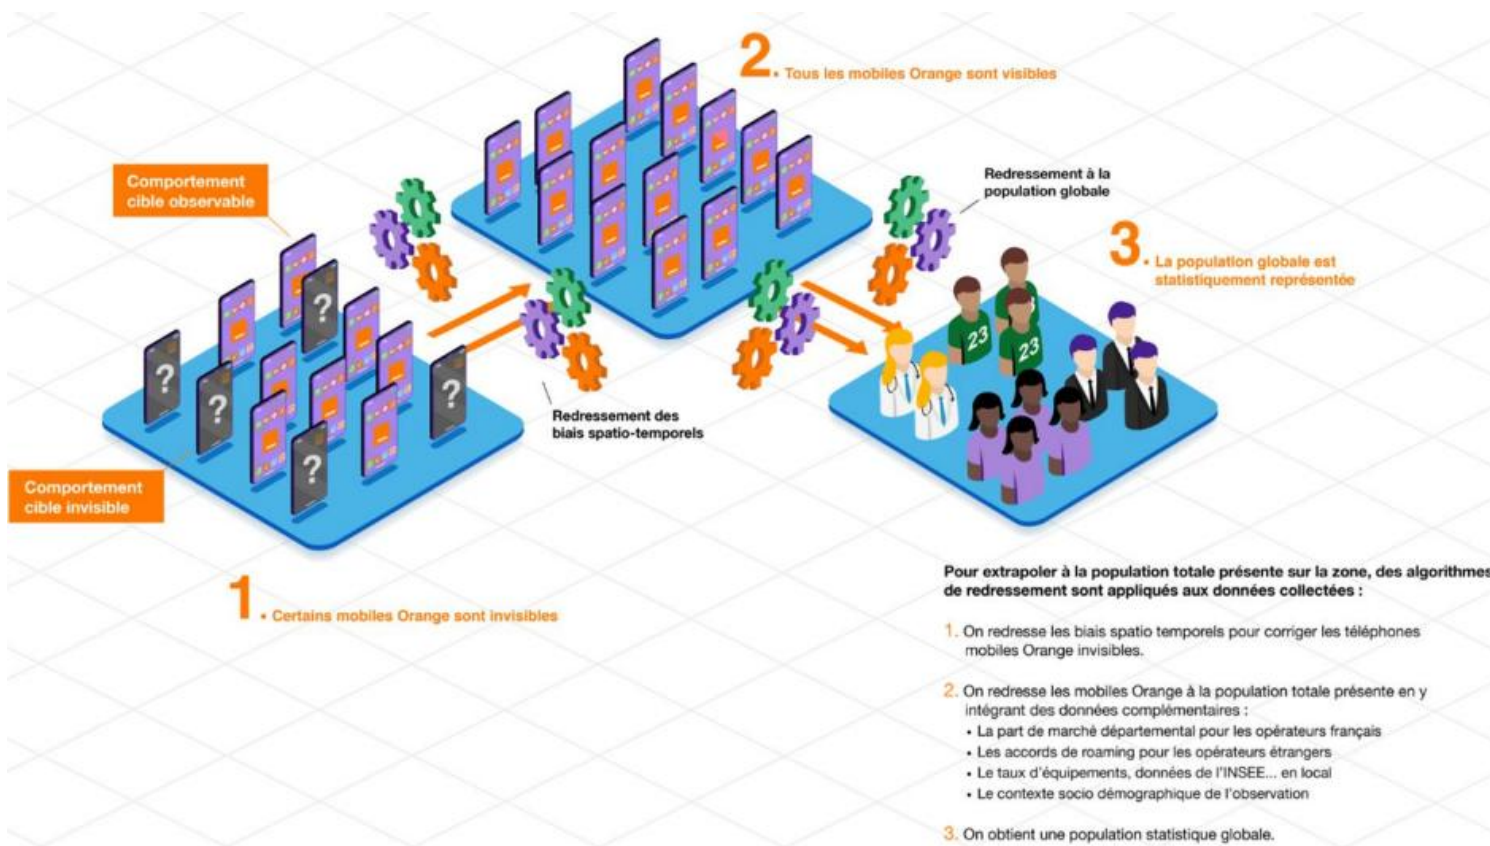 2. Tous les mobiles Orange sont visibles
Comportement
cible observable
Redressement à la
population globale
3. La population globale est
statistiquement représentée
23
23
?
?
?
?
?
Redressement des
biais spatio-temporels
Comportement
cible invisible
1. Certains mobiles Orange sont invisibles
Pour extrapoler à la population totale présente sur la zone, des algorithmes
de redressement sont appliqués aux données collectées :
1. On redresse les biais spatio temporels pour corriger les téléphones
mobiles Orange invisibles.
2. On redresse les mobiles Orange à la population totale présente en y
intégrant des données complémentaires :
• La part de marché départemental pour les opérateurs français
• Les accords de roaming pour les opérateurs étrangers
• Le taux d'équipements, données de l'INSEE... en local
• Le contexte socio démographique de l'observation
3. On obtient une population statistique globale.